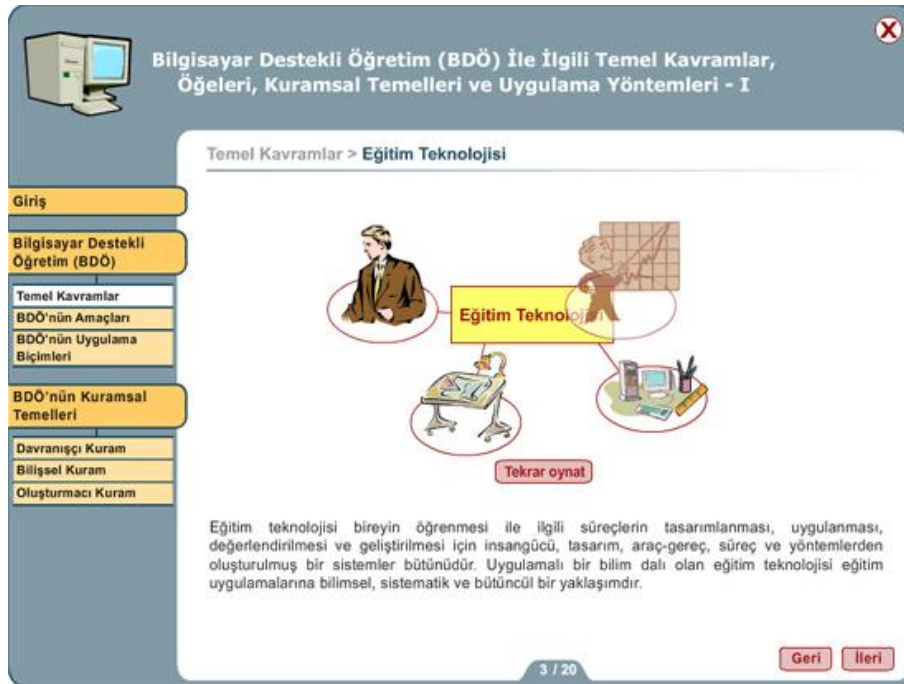 X
Bilgisayar Destekli Öğretim (BDÖ) İle İlgili Temel Kavramlar,
Öğeleri, Kuramsal Temelleri ve Uygulama Yöntemleri - I
Temel Kavramlar > Eğitim Teknolojisi
Giriş
Bilgisayar Destekli
Öğretim (BDÖ)
Temel Kavramlar
BDÖ'nün Amaçları
BDÖ'nün Uygulama
Biçimleri
BDÖ'nün Kuramsal
Temelleri
Davranışçı Kuram
Bilişsel Kuram
Oluşturmacı Kuram
Eğitim Teknolojisi
Tekrar oynat
Eğitim teknolojisi bireyin öğrenmesi ile ilgili süreçlerin tasarımlanması, uygulanması,
değerlendirilmesi ve geliştirilmesi için insangücü, tasarım, araç-gereç, süreç ve yöntemlerden
oluşturulmuş bir sistemler bütünüdür. Uygulamalı bir bilim dalı olan eğitim teknolojisi eğitim
uygulamalarına bilimsel, sistematik ve bütüncül bir yaklaşımdır.
3 / 20
Geri
İleri